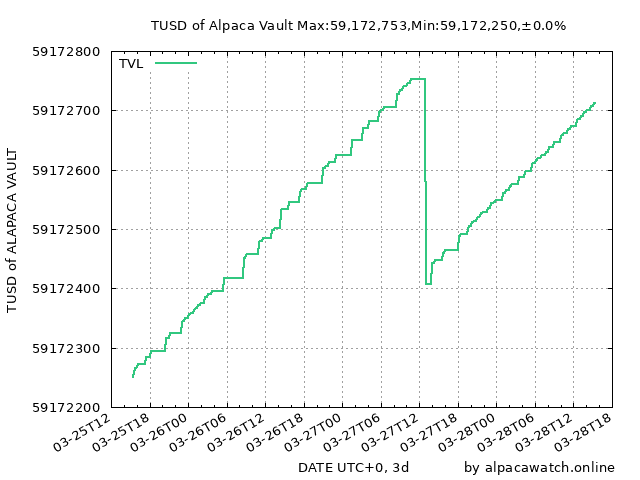 TUSD of Alpaca Vault Max:59,172,753,Min:59,172,250,±0.0%
TVL
TUSD of ALAPACA VAULT
59172800
59172700
59172600
59172500
59172400
59172300
59172200
03-25T12
03-25T18
03-26T00
03-26T06
03-26T12
03-26T18
03-27T00
03-27T06
03-27T12
03-27T18
03-28T00
03-28T06
03-28T12
03-28T18
DATE UTC+0, 3d
by alpacawatch.online